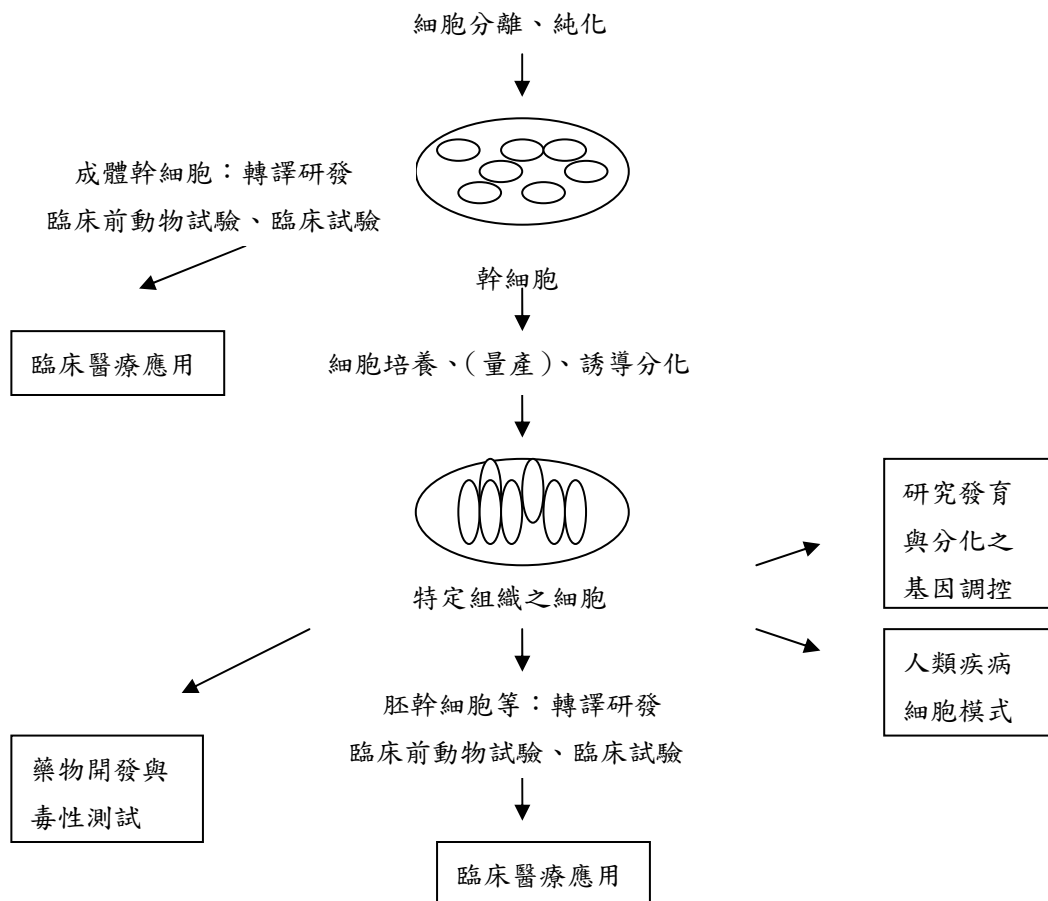 細胞分離、純化
成體幹細胞：轉譯研發
臨床前動物試驗、臨床試驗
幹細胞
臨床醫療應用
細胞培養、(量產)、誘導分化
特定組織之細胞
研究發育
與分化之
基因調控
人類疾病
細胞模式
胚幹細胞等：轉譯研發
臨床前動物試驗、臨床試驗
藥物開發與
毒性測試
臨床醫療應用